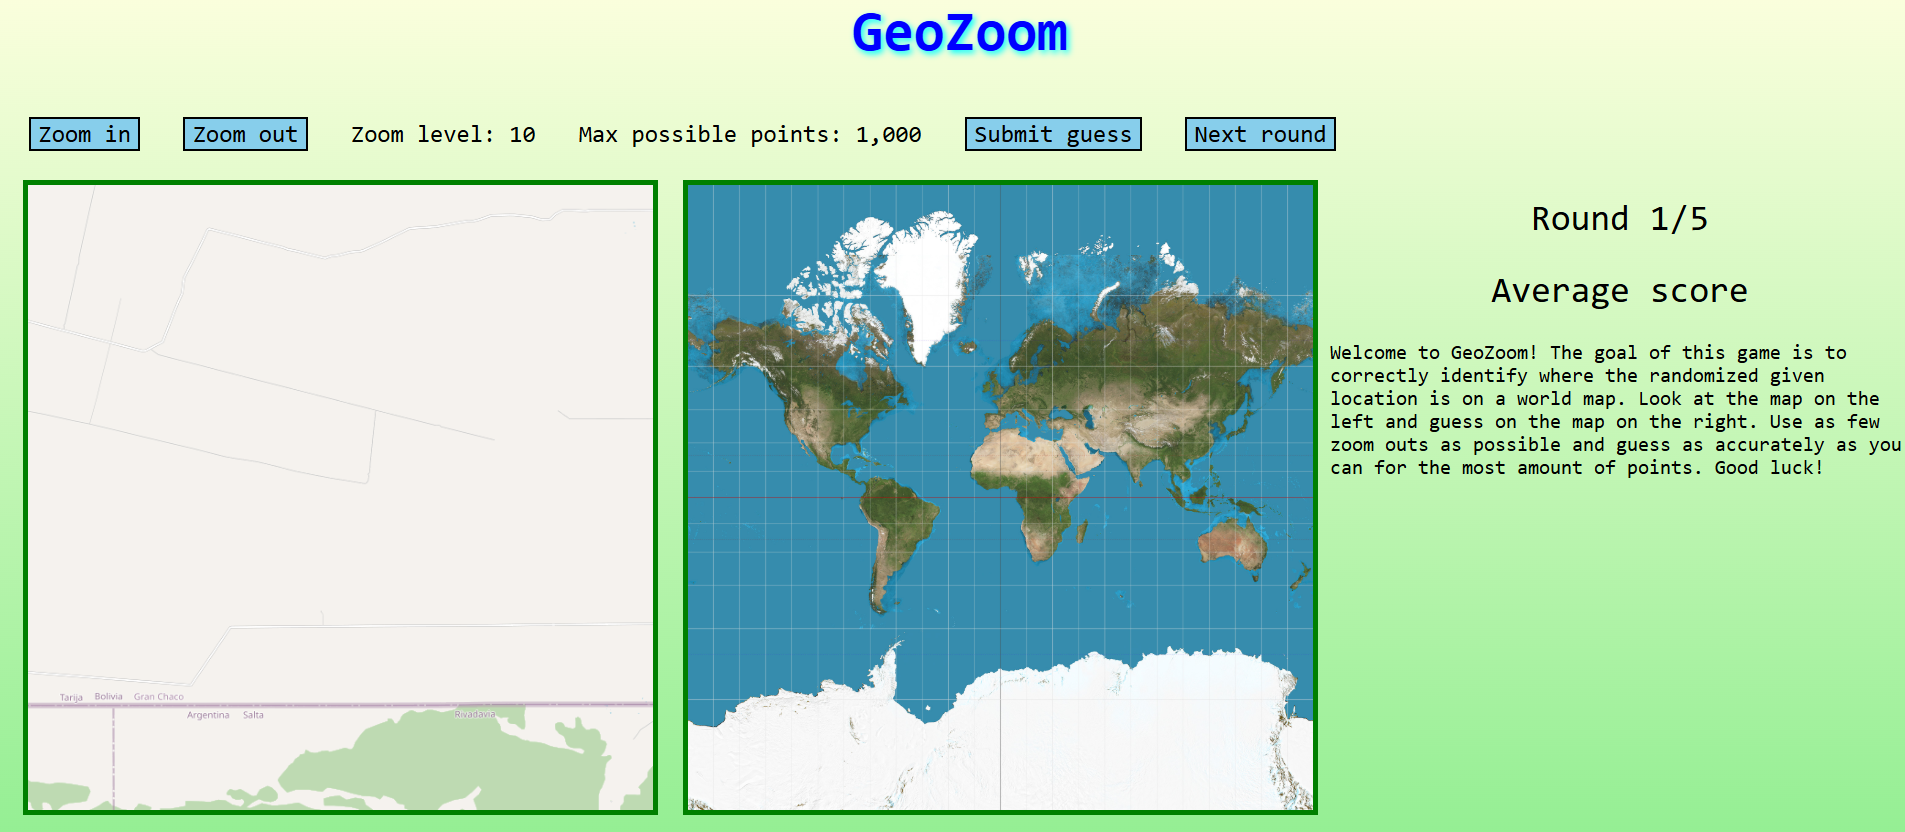 GeoZoom
Zoom in Zoom out Zoom level: 10 Max possible points: 1,000 Submit guess Next round
Round 1/5
Average score
Welcome to GeoZoom! The goal of this game is to
correctly identify where the randomized given
location is on a world map. Look at the map on the
left and guess on the map on the right. Use as few
zoom outs as possible and guess as accurately as you
can for the most amount of points. Good luck!
Tarija Bolivia Gran Chaco
Argentina Salta Rivadavia